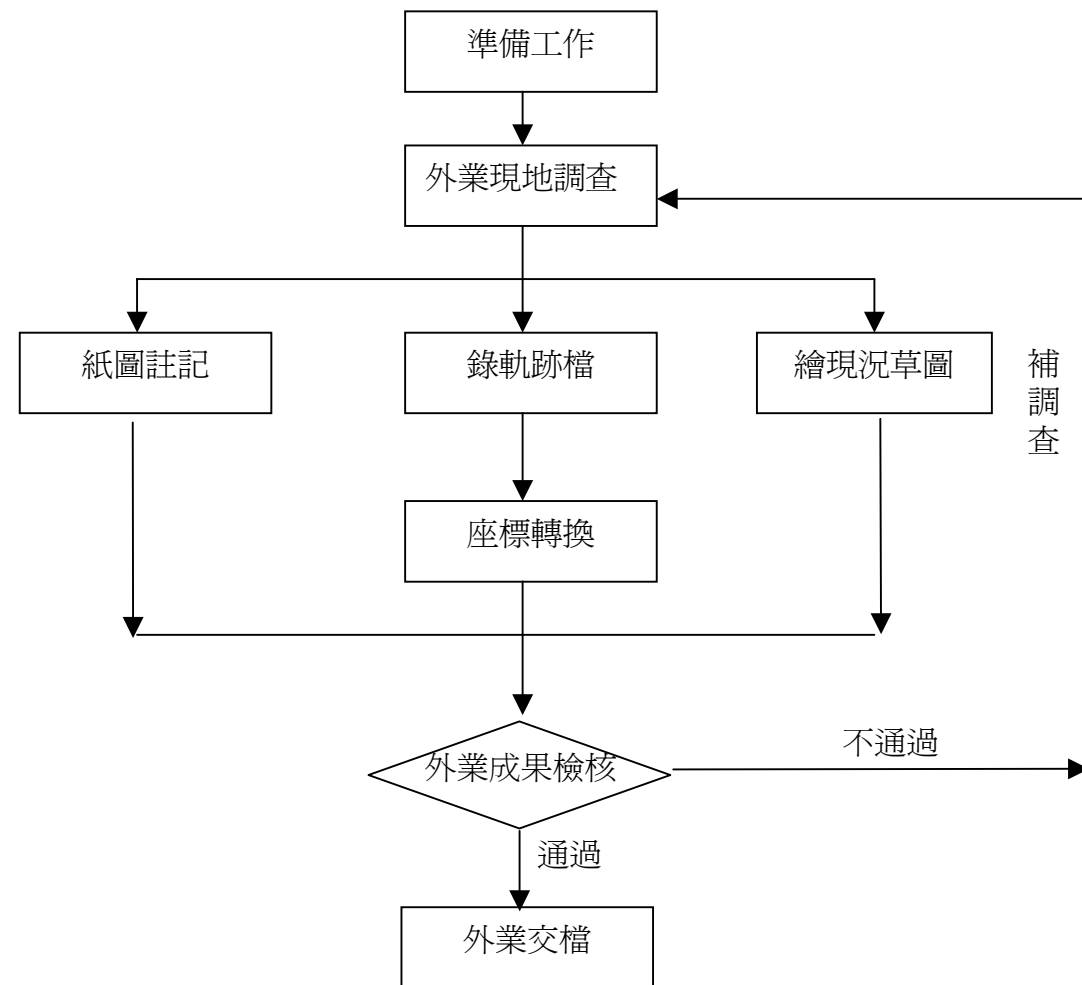 準備工作
外業現地調查
紙圖註記
錄軌跡檔
繪現況草圖
補調查
座標轉換
外業成果檢核
不通過
通過
外業交檔